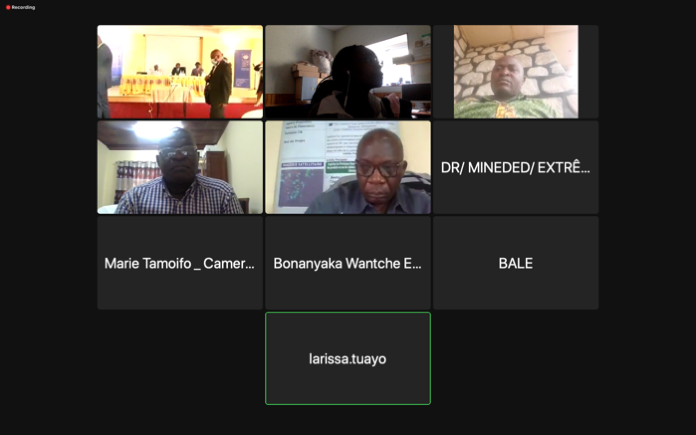 Recording
DR/ MINEDED/ EXTRÊ...
Marie Tamoifo _ Camer...
Bonanyaka Wantche E...
BALE
larissa.tuayo